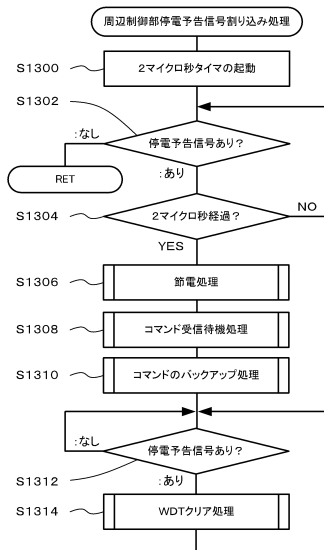 周辺制御部停電予告信号割り込み処理
S1300
2マイクロ秒タイマの起動
S1302
停電予告信号あり？
:なし
RET
:あり
S1304
2マイクロ秒経過？
NO
YES
S1306
節電処理
S1308
コマンド受信待機処理
S1310
コマンドのバックアップ処理
:なし
停電予告信号あり？
S1312
:あり
S1314
WDTクリア処理